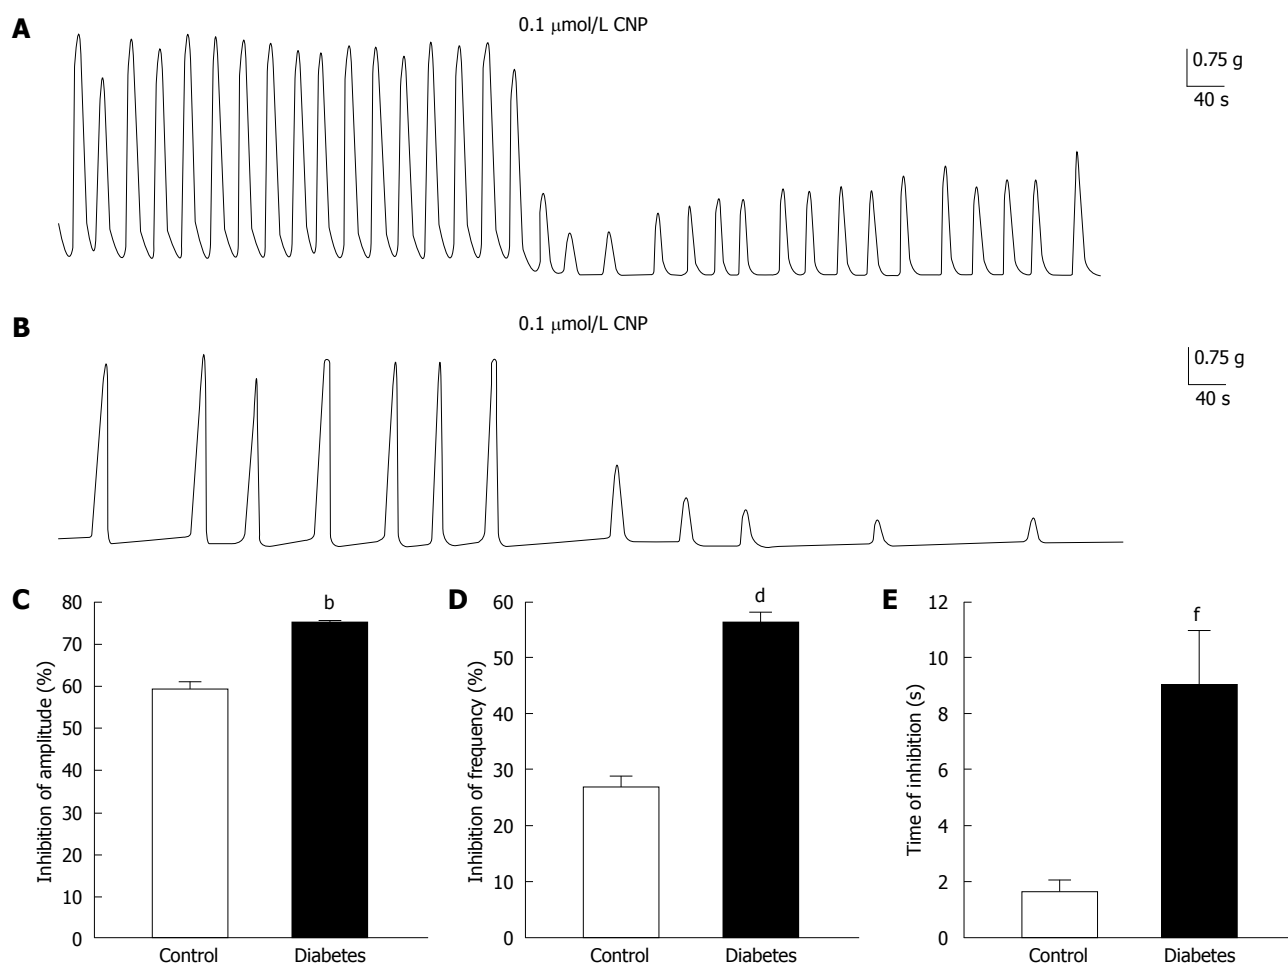 A
0.1 μmol/L CNP
0.75 g
40 s
B
0.1 μmol/L CNP
0.75 g
40 s
C
80
70
60
50
40
30
20
10
0
Inhibition of amplitude (%)
b
Control
Diabetes
D
60
50
40
30
20
10
0
Inhibition of frequency (%)
d
Control
Diabetes
E
12
10
8
6
4
2
0
Time of inhibition (s)
f
Control
Diabetes